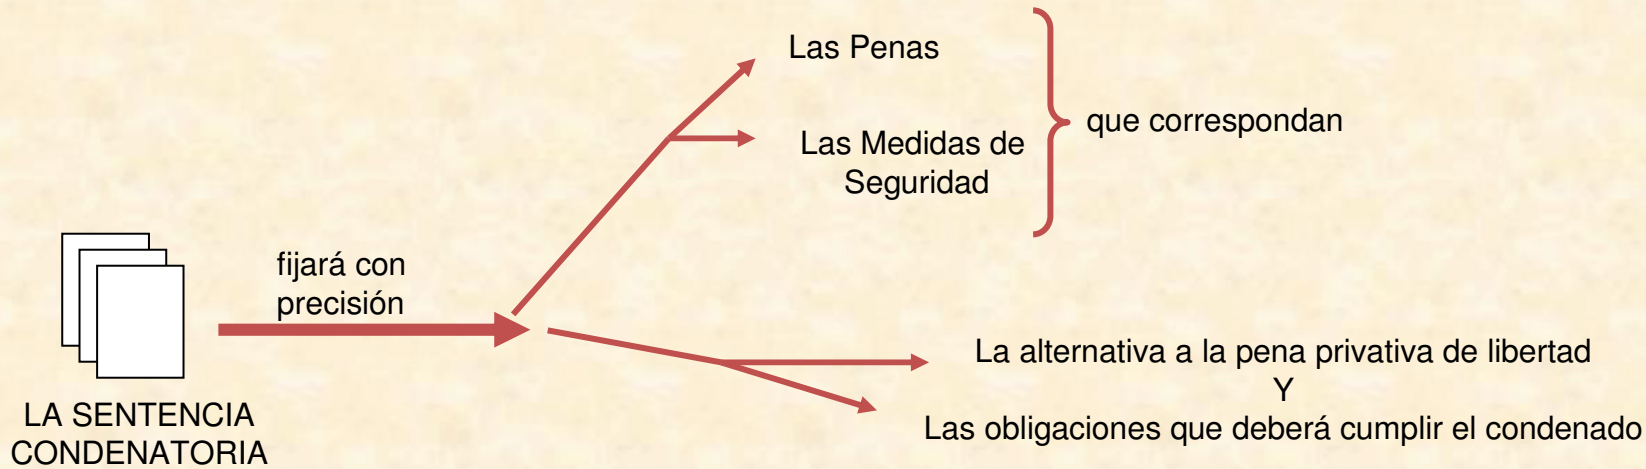 Las Penas
Las Medidas de
Seguridad
que correspondan
fijará con
precisión
LA SENTENCIA
CONDENATORIA
La alternativa a la pena privativa de libertad
Y
Las obligaciones que deberá cumplir el condenado